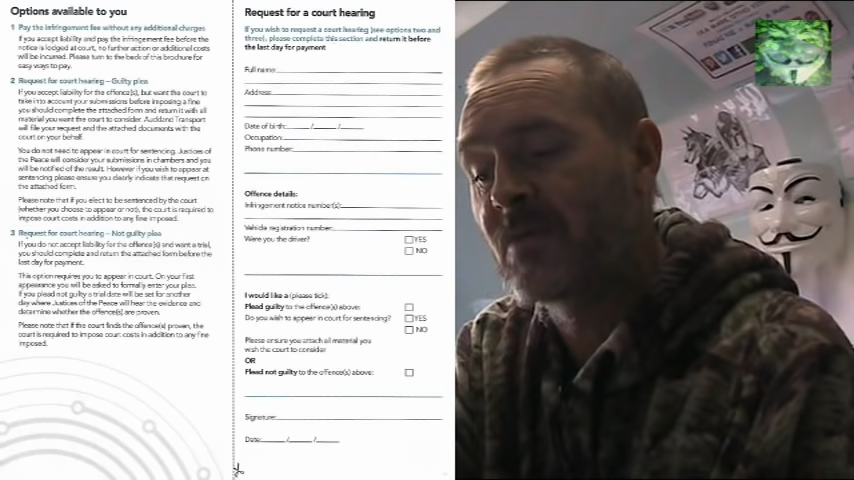 Options available to you
1 Pay the infringement fee without any additional charges
If you accept liability and pay the infringement fee before the
notice is lodged at court, no further action or additional costs
will be incurred. Please turn to the back of this brochure for
easy ways to pay.
2 Request for court hearing – Guilty plea
If you accept liability for the offence(s), but want the court to
take into account your submissions before imposing a fine
you should complete the attached form and return it with all
material you want the court to consider. Auckland Transport
will file your request and the attached documents with the
court on your behalf.
You do not need to appear in court for sentencing. Justices of
the Peace will consider your submissions in chambers and you
will be notified of the result. However if you wish to appear at
sentencing please ensure you clearly indicate that request on
the attached form.
Please note that if you elect to be sentenced by the court
(whether you choose to appear or not), the court is required to
impose court costs in addition to any fine imposed.
3 Request for court hearing – Not guilty plea
If you do not accept liability for the offence(s) and want a trial,
you should complete and return the attached form before the
last day for payment.
This option requires you to appear in court. On your first
appearance you will be asked to formally enter your plea.
If you plead not guilty a trial date will be set for another
day where Justices of the Peace will hear the evidence and
determine whether the offence(s) are proven.
Please note that if the court finds the offence(s) proven, the
court is required to impose court costs in addition to any fine
imposed.
Request for a court hearing
If you wish to request a court hearing (see options two and
three), please complete this section and return it before
the last day for payment
Full name:
Address:
Date of birth: / /
Occupation:
Phone number:
Offence details:
Infringement notice number(s):
Vehicle registration number:
Were you the driver? YES
NO
I would like a (please tick):
Plead guilty to the offence(s) above:
Do you wish to appear in court for sentencing? YES
NO
Please ensure you attach all material you
wish the court to consider
OR
Plead not guilty to the offence(s) above:
Signature:
Date: / /